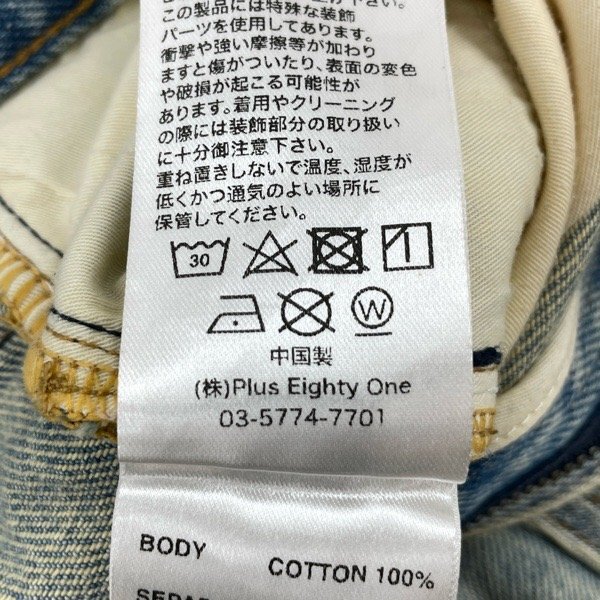 この製品には特殊な装飾
パーツを使用してあります。
衝撃や強い摩擦等が加わり
ますと傷がついたり、表面の変色
や破損が起こる可能性が
あります。着用やクリーニング
の際には装飾部分の取り扱い
に十分御注意下さい。
重ね置きしないで温度、湿度が
低くかつ通気のよい場所に
保管してください。
30
W
中国製
(株)Plus Eighty One
03-5774-7701
BODY COTTON 100%